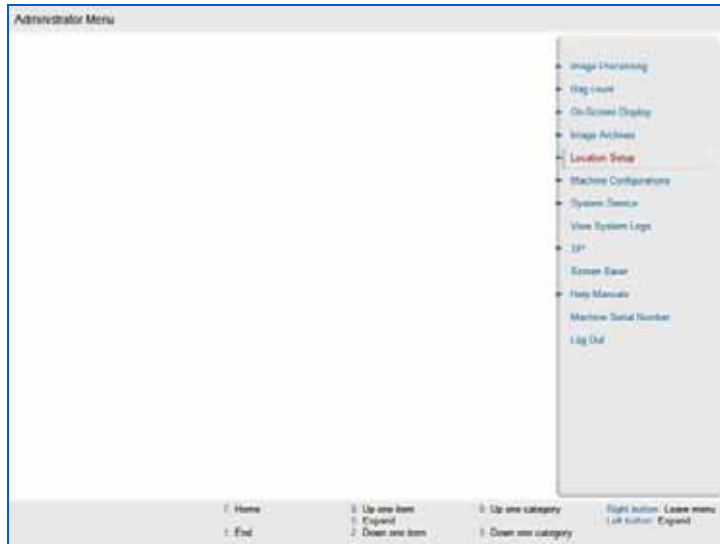 Administrator Menu
Image Processing
Bag count
On-Screen Display
Image Archives
Location Setup
Machine Configurations
System Service
View System Logs
Screen Saver
Help Manuals
Machine Serial Number
Log Out
7 Home
8 Up one item
9 Up one category
Right button: Leave menu
5 Expand
Left button: Expand
1 End
2 Down one item
3 Down one category